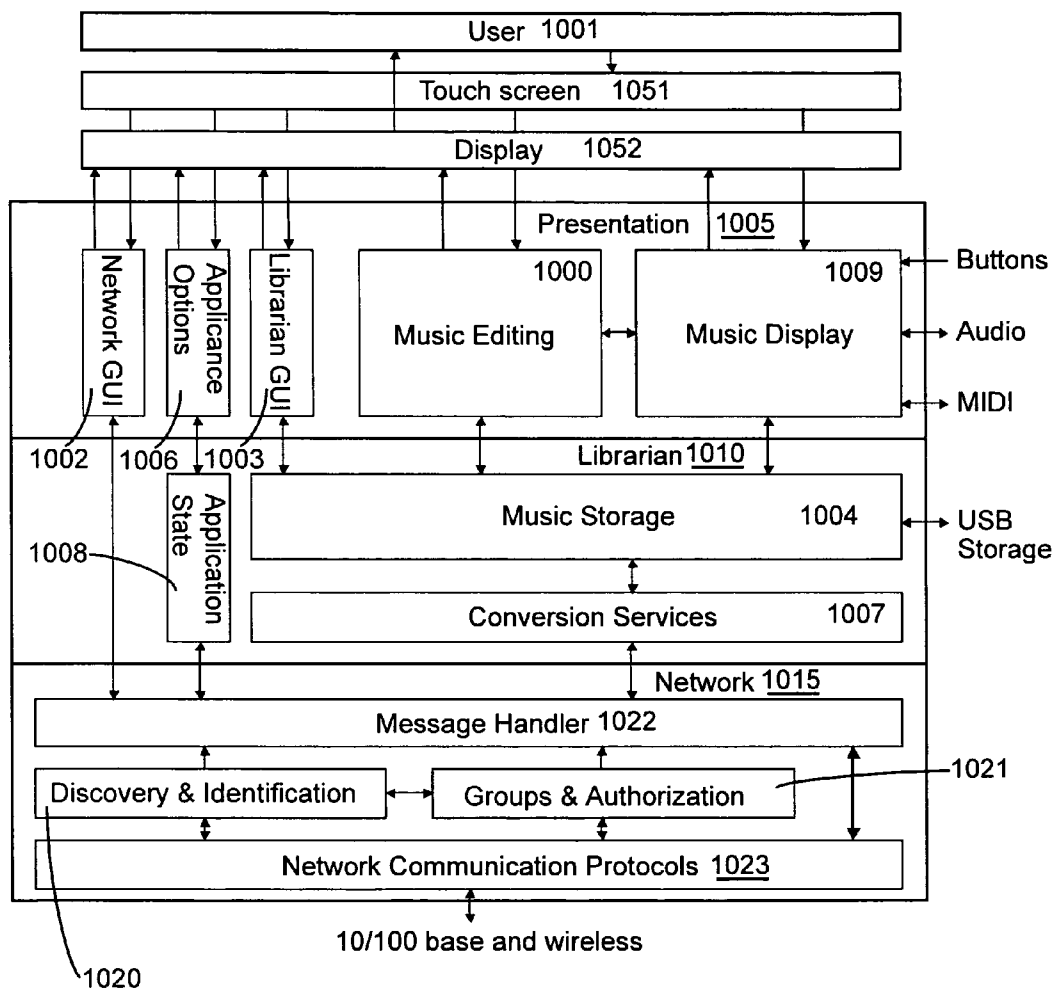 User 1001
Touch screen 1051
Display 1052
Presentation 1005
Network GUI
Applicance
Options
Librarian GUI
1000
Music Editing
1009
Music Display
Buttons
Audio
MIDI
1002
1006
1003
Librarian 1010
Application
State
1008
Music Storage 1004
USB
Storage
Conversion Services 1007
Network 1015
Message Handler 1022
Discovery & Identification
Groups & Authorization
1021
Network Communication Protocols 1023
10/100 base and wireless
1020